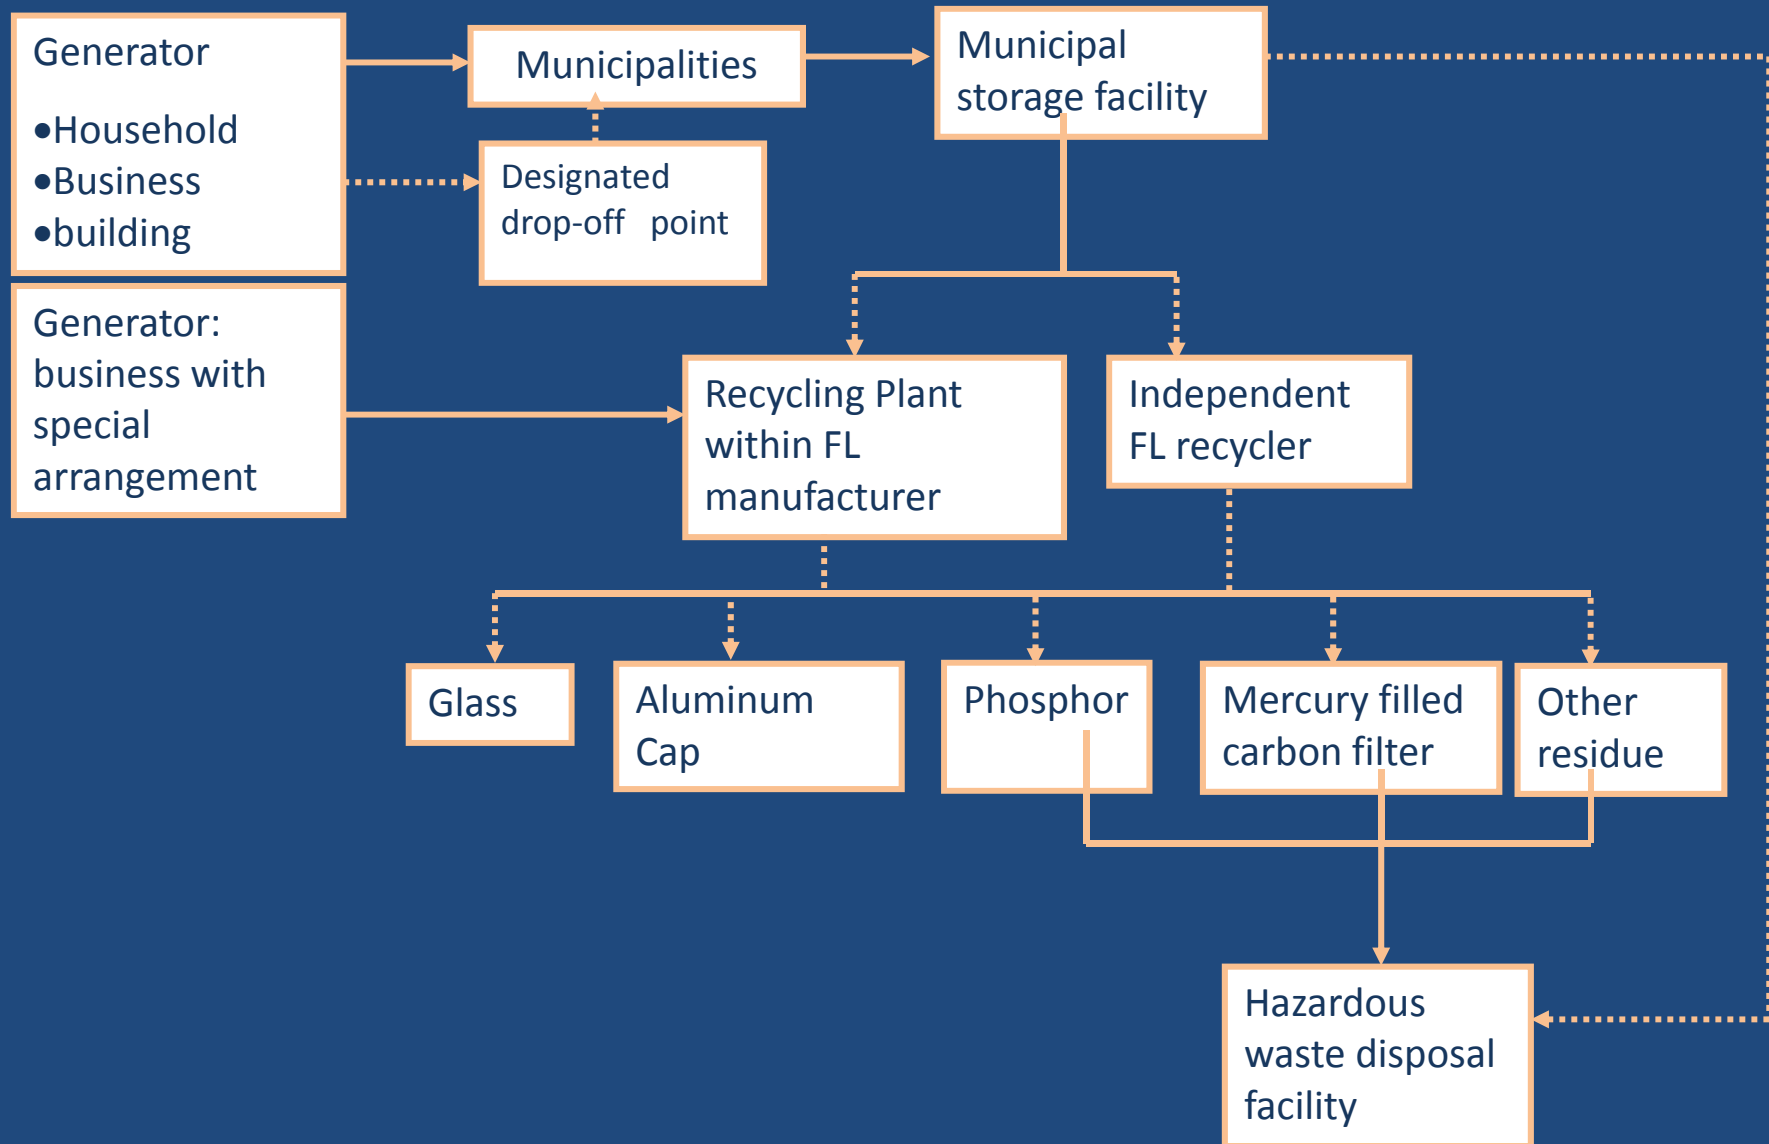 Generator
•Household
•Business
•building
Municipalities
Municipal
storage facility
Designated
drop-off point
Generator:
business with
special
arrangement
Recycling Plant
within FL
manufacturer
Independent
FL recycler
Glass
Aluminum
Cap
Phosphor
Mercury filled
carbon filter
Other
residue
Hazardous
waste disposal
facility